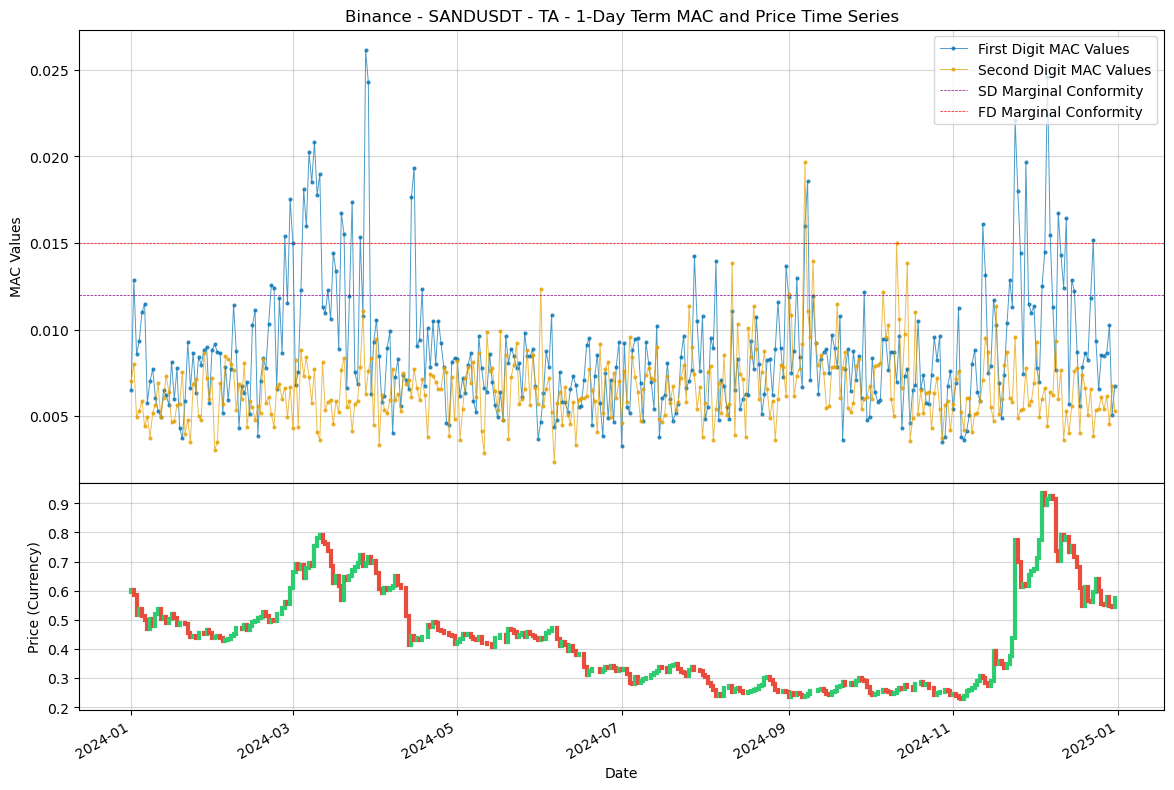 Binance - SANDUSDT - TA - 1-Day Term MAC and Price Time Series
First Digit MAC Values
Second Digit MAC Values
SD Marginal Conformity
FD Marginal Conformity
MAC Values
0.025
0.020
0.015
0.010
0.005
Price (Currency)
0.9
0.8
0.7
0.6
0.5
0.4
0.3
0.2
2024-01
2024-03
2024-05
2024-07
2024-09
2024-11
2025-01
Date